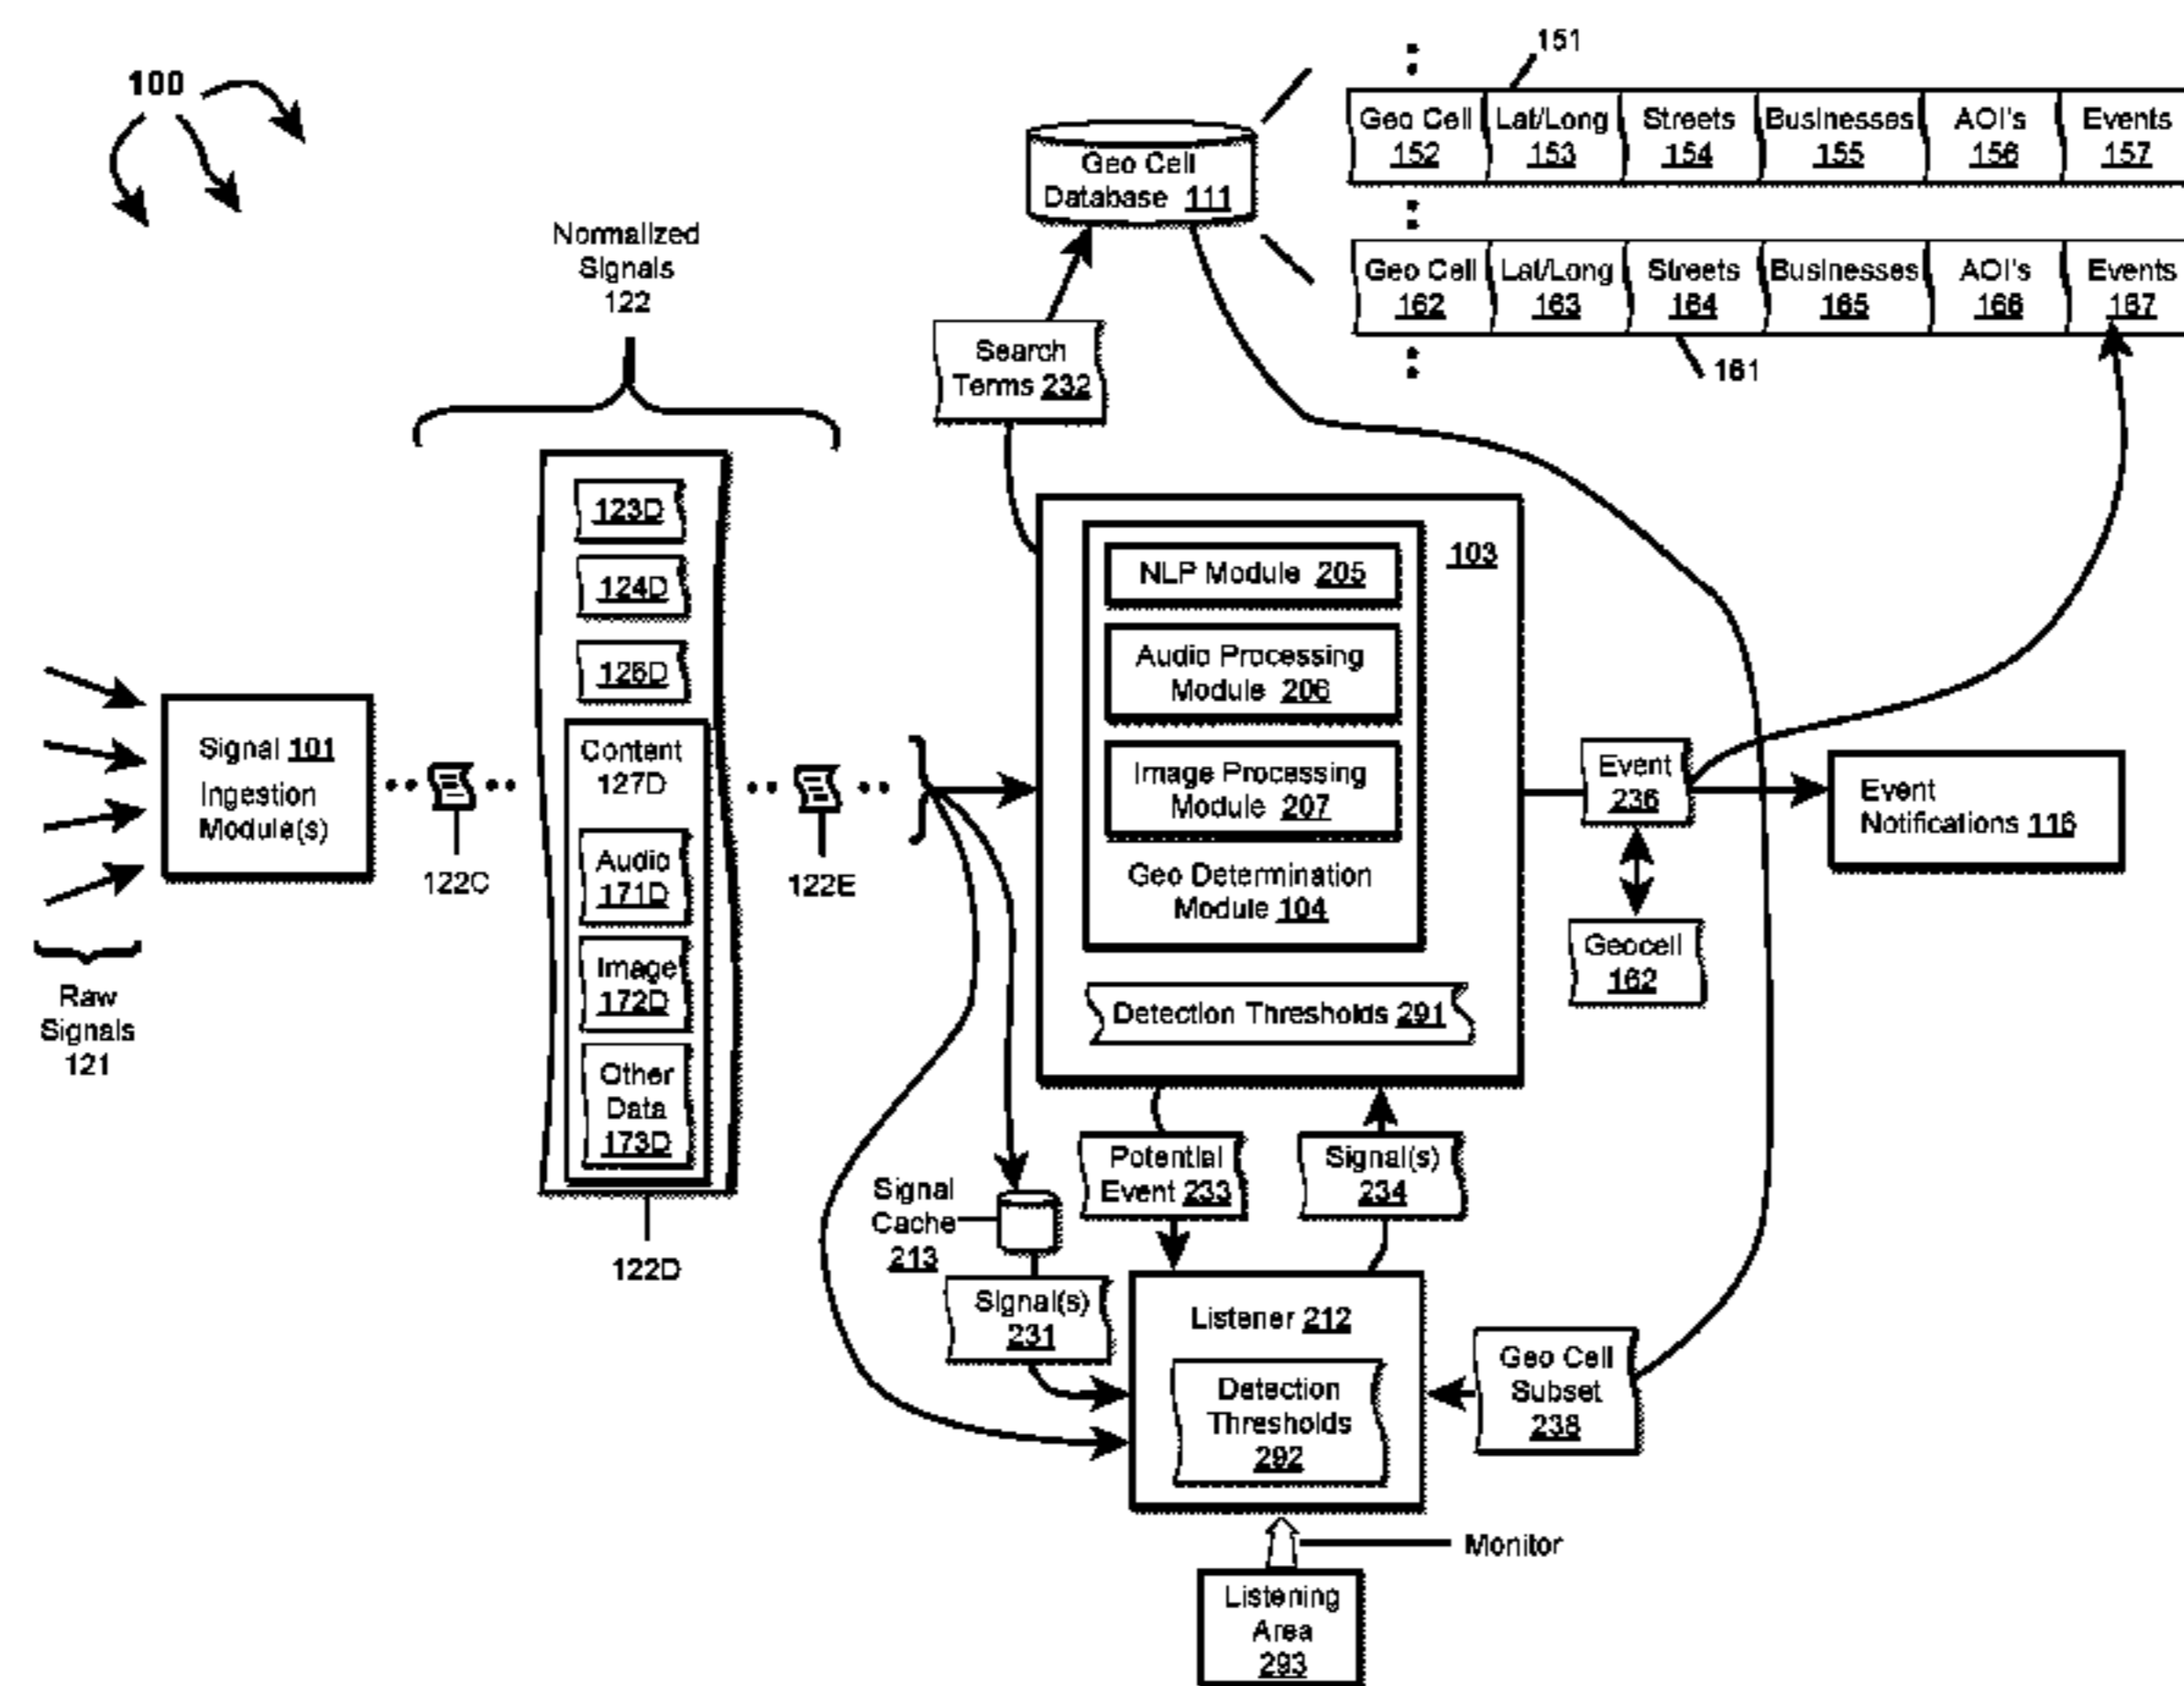 100
151
Geo Cell Lat/Long Streets Businesses AOI's Events
152 153 154 155 156 157
Geo Cell
Database 111
Geo Cell Lat/Long Streets Businesses AOI's Events
162 163 164 165 166 167
161
Normalized
Signals
122
Search
Terms 232
123D
124D
126D
Content
127D
Audio
171D
Image
172D
Other
Data
173D
122D
Signal 101
Ingestion
Module(s)
Raw
Signals
121
122C
122E
103
NLP Module 205
Audio Processing
Module 206
Image Processing
Module 207
Geo Determination
Module 104
Detection Thresholds 291
Event
236
Event
Notifications 116
Geocell
162
Potential
Event 233
Signal(s)
234
Signal
Cache
213
Signal(s)
231
Listener 212
Detection
Thresholds
292
Geo Cell
Subset
238
Monitor
Listening
Area
293